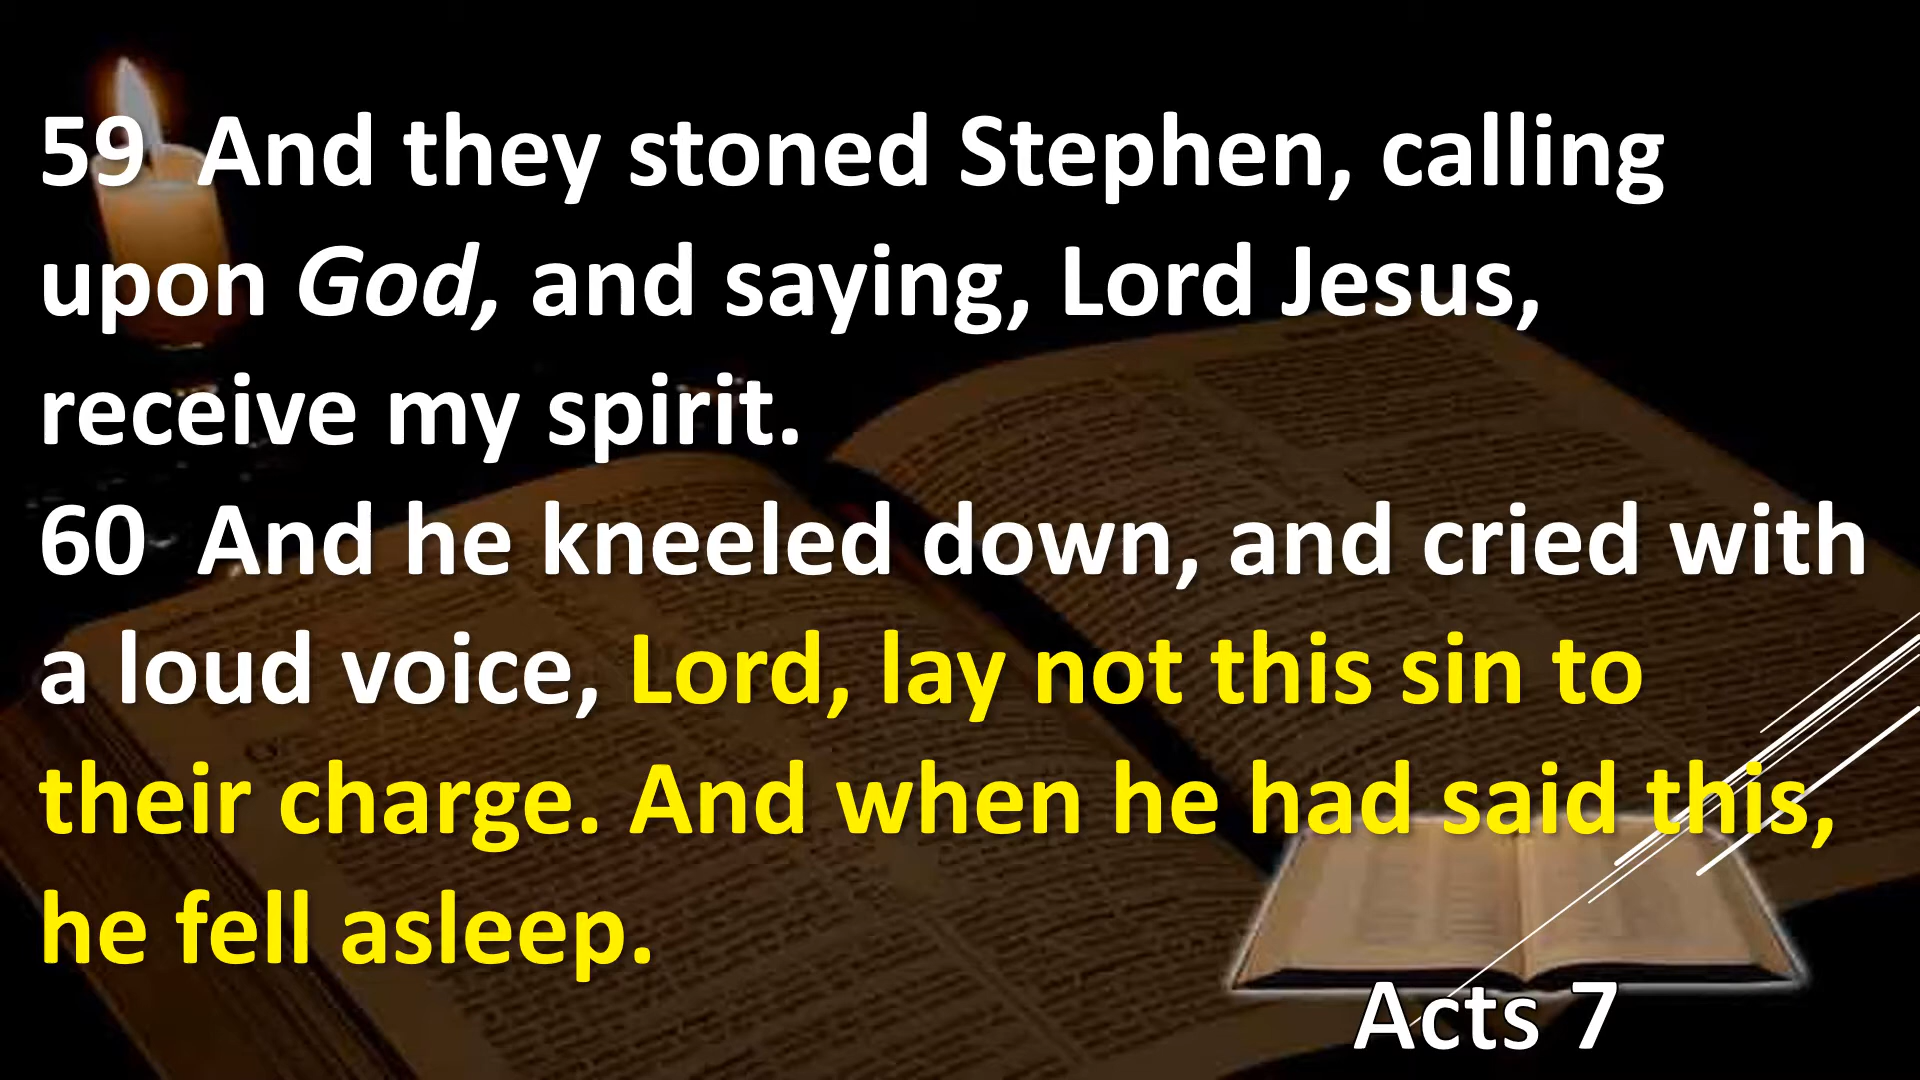 59  And they stoned Stephen, calling
upon God, and saying, Lord Jesus,
receive my spirit.
60  And he kneeled down, and cried with
a loud voice, Lord, lay not this sin to
their charge. And when he had said this,
he fell asleep.
Acts 7